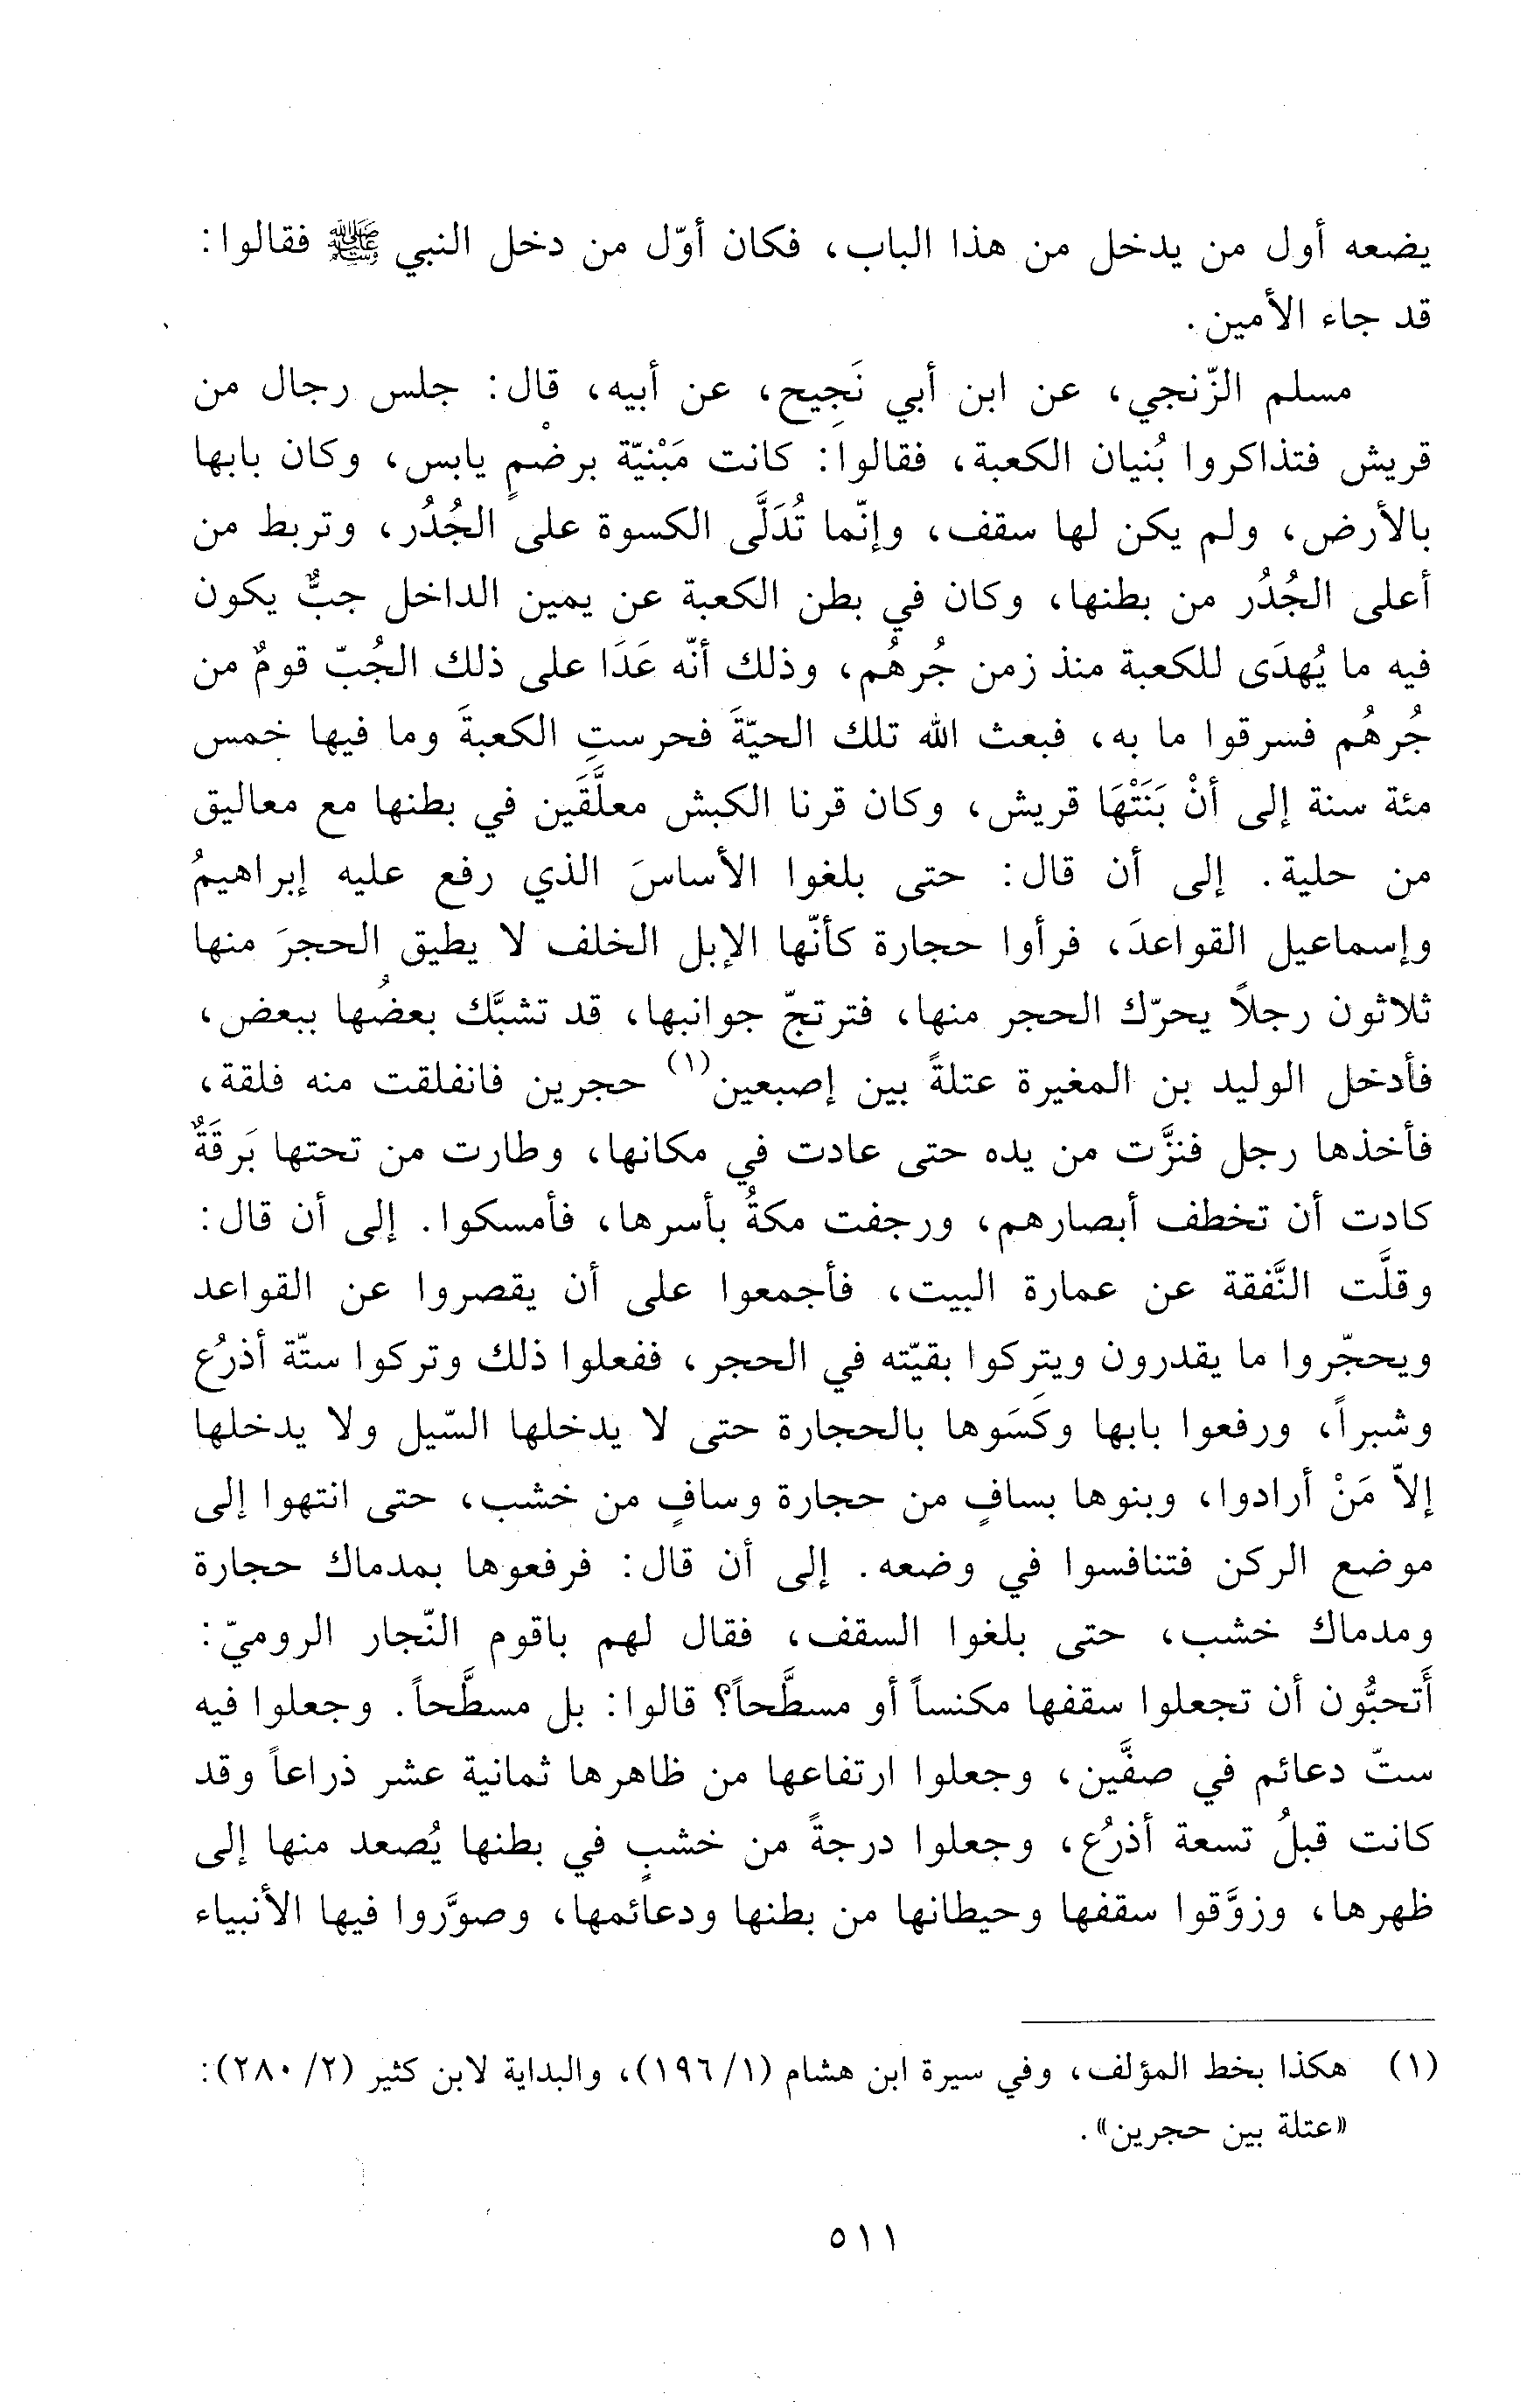 يضعه أول من يدخل من هذا الباب، فكان أوّل من دخل النبي ﷺ فقالوا:
قد جاء الأمين.
مسلم الزّنجي، عن ابن أبي نَجِيح، عن أبيه، قال: جلس رجال من
قريش فتذاكروا بُنيان الكعبة، فقالوا: كانت مَبْنيّة برضْمٍ يابس، وكان بابها
بالأرض، ولم يكن لها سقف، وإنّما تُدَلَّى الكسوة على الجُدُر، وتربط من
أعلى الجُدُر من بطنها، وكان في بطن الكعبة عن يمين الداخل جبٌّ يكون
فيه ما يُهدَى للكعبة منذ زمن جُرهُم، وذلك أنّه عَدَا على ذلك الجُبّ قومٌ من
جُرهُم فسرقوا ما به، فبعث الله تلك الحيّةَ فحرستِ الكعبةَ وما فيها خمس
مئة سنة إلى أنْ بَنَتْهَا قريش، وكان قرنا الكبش معلَّقَين في بطنها مع معاليق
من حلية. إلى أن قال: حتى بلغوا الأساسَ الذي رفع عليه إبراهيمُ
وإسماعيل القواعدَ، فرأوا حجارة كأنّها الإبل الخلف لا يطيق الحجرَ منها
ثلاثون رجلاً يحرّك الحجر منها، فترتجّ جوانبها، قد تشبَّك بعضُها ببعض،
فأدخل الوليد بن المغيرة عتلةً بين إصبعين(١) حجرين فانفلقت منه فلقة،
فأخذها رجل فنزَّت من يده حتى عادت في مكانها، وطارت من تحتها بَرقَةٌ
كادت أن تخطف أبصارهم، ورجفت مكةُ بأسرها، فأمسكوا. إلى أن قال:
وقلَّت النَّفقة عن عمارة البيت، فأجمعوا على أن يقصروا عن القواعد
ويحجّروا ما يقدرون ويتركوا بقيّته في الحجر، ففعلوا ذلك وتركوا ستّة أذرُع
وشبراً، ورفعوا بابها وكَسَوها بالحجارة حتى لا يدخلها السّيل ولا يدخلها
إلاّ مَنْ أرادوا، وبنوها بسافٍ من حجارة وسافٍ من خشب، حتى انتهوا إلى
موضع الركن فتنافسوا في وضعه. إلى أن قال: فرفعوها بمدماك حجارة
ومدماك خشب، حتى بلغوا السقف، فقال لهم باقوم النّجار الروميّ:
أَتحبُّون أن تجعلوا سقفها مكنساً أو مسطَّحاً؟ قالوا: بل مسطَّحاً. وجعلوا فيه
ستّ دعائم في صفَّين، وجعلوا ارتفاعها من ظاهرها ثمانية عشر ذراعاً وقد
كانت قبلُ تسعة أذرُع، وجعلوا درجةً من خشبٍ في بطنها يُصعد منها إلى
ظهرها، وزوَّقوا سقفها وحيطانها من بطنها ودعائمها، وصوَّروا فيها الأنبياء
(١) هكذا بخط المؤلف، وفي سيرة ابن هشام (١/ ١٩٦)، والبداية لابن كثير (٢/ ٢٨٠):
«عتلة بين حجرين».
٥١١